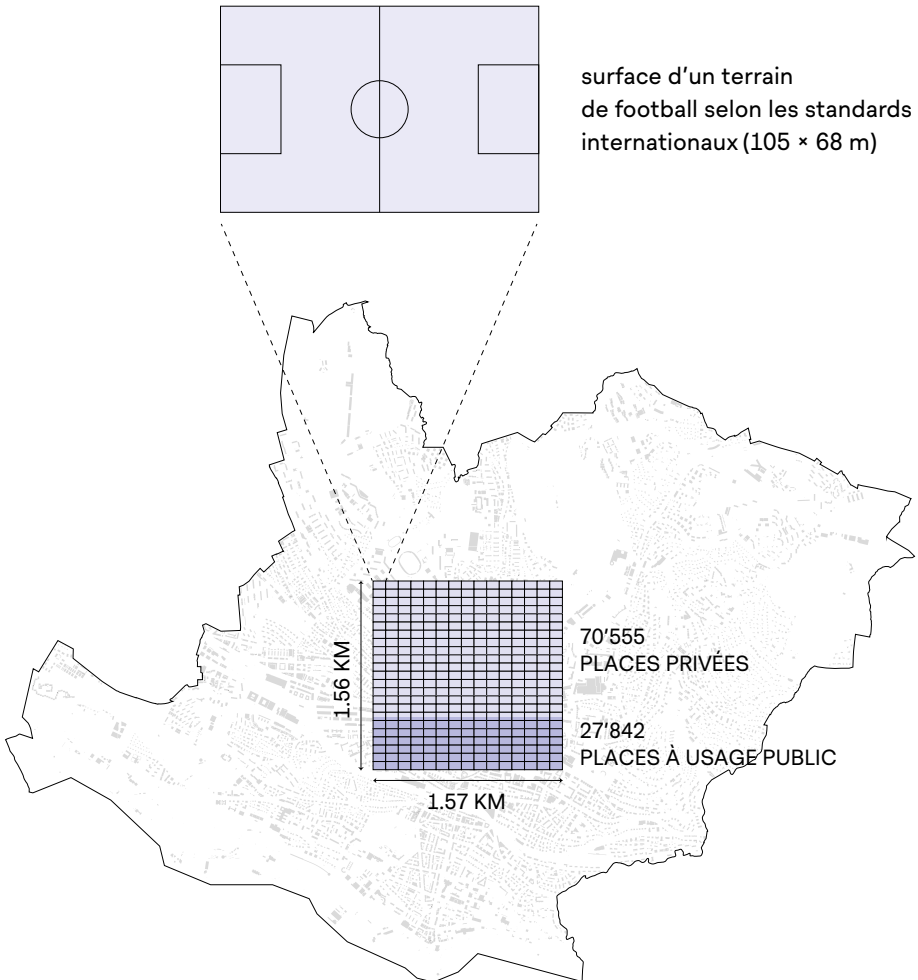 surface d’un terrain
de football selon les standards
internationaux (105 × 68 m)
1.56 KM
70’555
PLACES PRIVÉES
27’842
PLACES À USAGE PUBLIC
1.57 KM